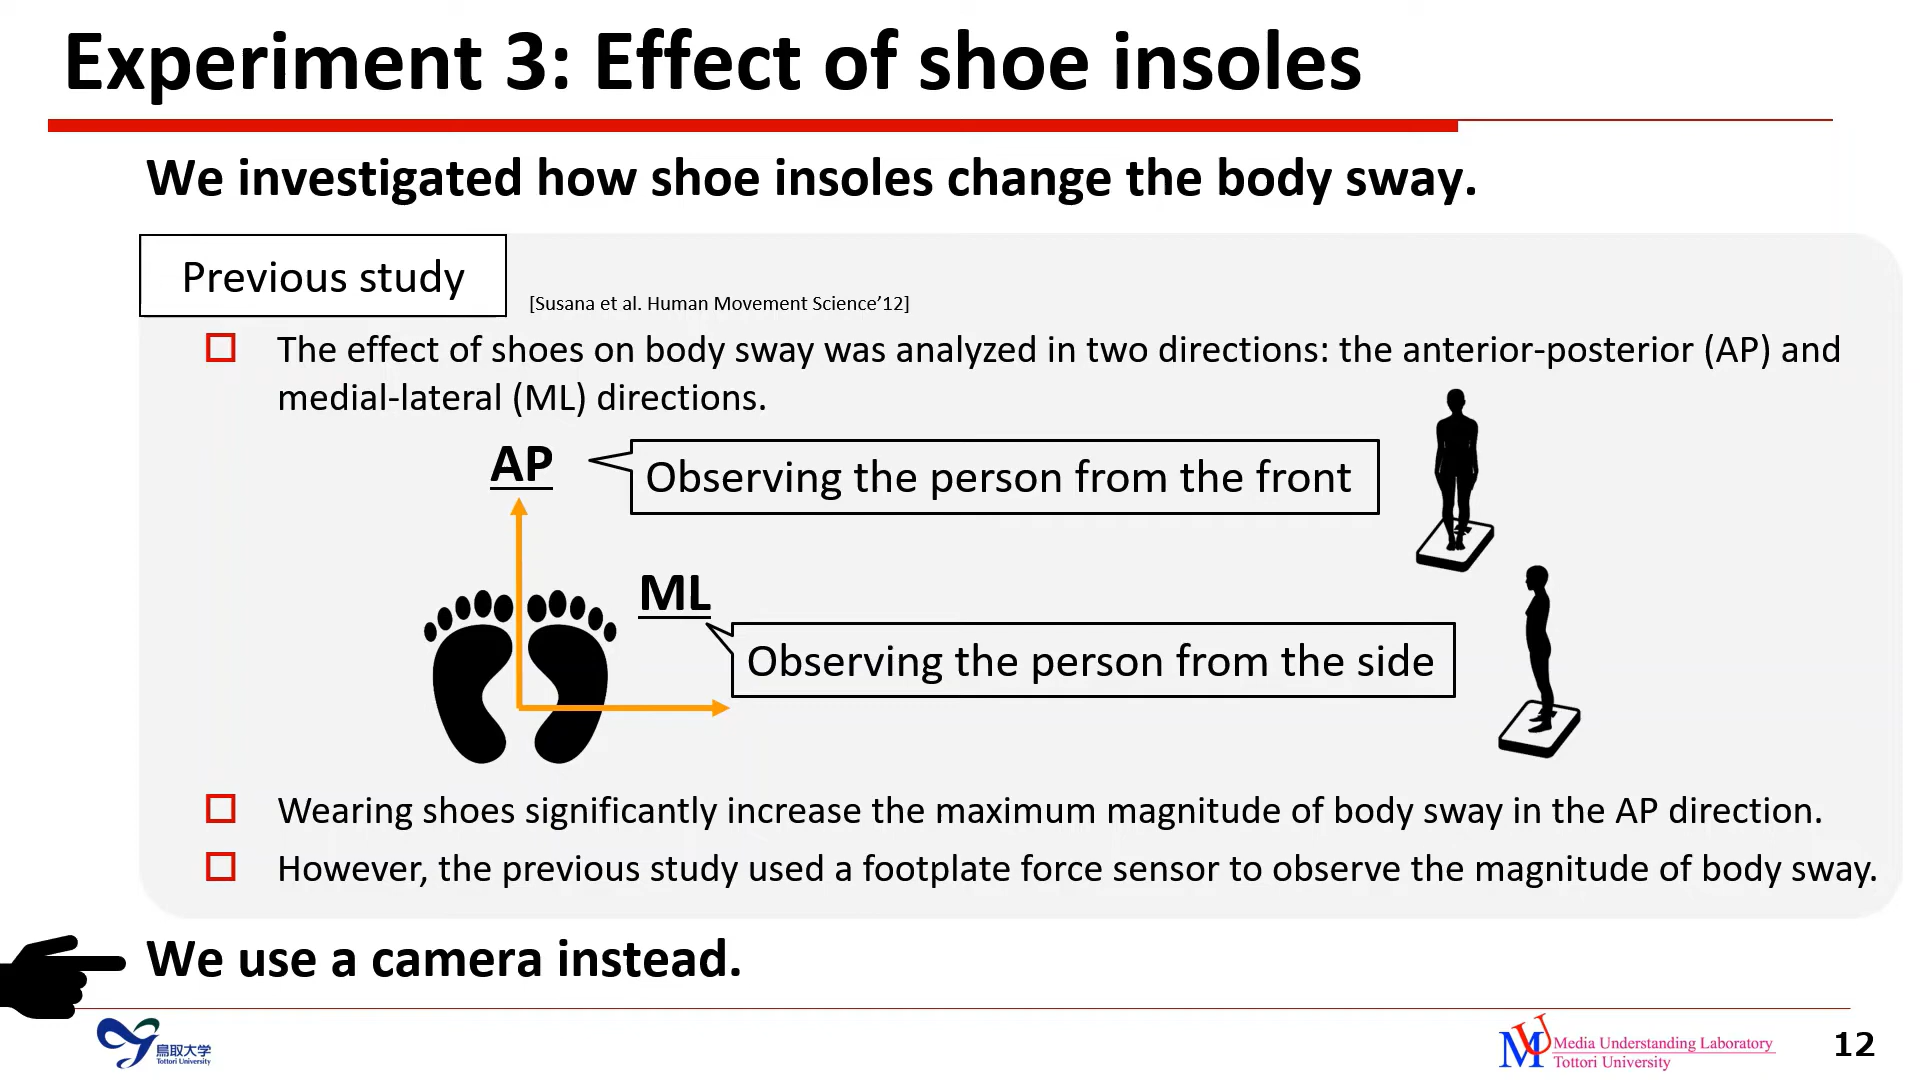 Experiment 3: Effect of shoe insoles
We investigated how shoe insoles change the body sway.
Previous study
[Susana et al. Human Movement Science’12]
The effect of shoes on body sway was analyzed in two directions: the anterior-posterior (AP) and
medial-lateral (ML) directions.
AP
Observing the person from the front
ML
Observing the person from the side
Wearing shoes significantly increase the maximum magnitude of body sway in the AP direction.
However, the previous study used a footplate force sensor to observe the magnitude of body sway.
We use a camera instead.
鳥取大学
Tottori University
MU
Media Understanding Laboratory
Tottori University
12